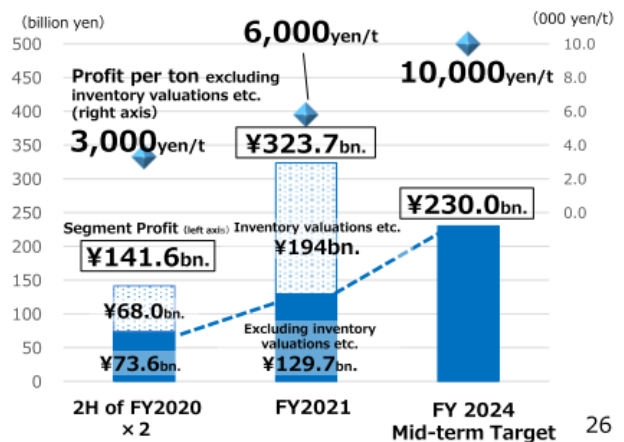 (billion yen)
(000 yen/t)
500
450
400
350
300
250
200
150
100
50
0
10.0
8.0
6.0
4.0
2.0
0.0
Profit per ton excluding
inventory valuations etc.
(right axis)
3,000yen/t
6,000yen/t
10,000yen/t
Segment Profit (left axis)
¥141.6bn.
¥68.0bn.
¥73.6bn.
¥323.7bn.
Inventory valuations etc.
¥194bn.
Excluding inventory
valuations etc.
¥129.7bn.
¥230.0bn.
2H of FY2020
×2
FY2021
FY 2024
Mid-term Target
26